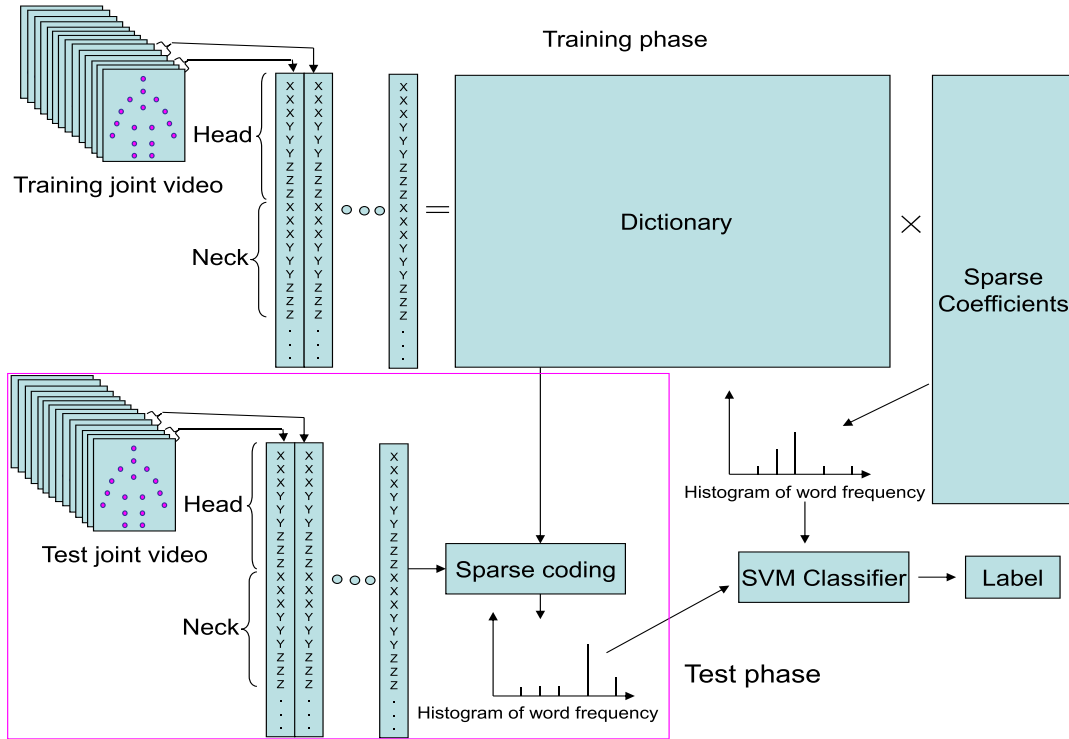 Training phase
X X X
X X X
X X X
Y Y Y
Head
Y Y Y
Y Y Y
Z Z Z
Training joint video
Z Z Z
Z Z Z
X X X
=
Dictionary
×
X X X
X X X
Y Y Y
Neck
Y Y Y
Y Y Y
Z Z Z
Z Z Z
Z Z Z
. . .
. . .
. . .
Sparse
Coefficients
X X X
X X X
X X X
Y Y Y
Head
Y Y Y
Y Y Y
Z Z Z
Test joint video
Z Z Z
Z Z Z
X X X
X X X
X X X
Y Y Y
Neck
Y Y Y
Y Y Y
Z Z Z
Z Z Z
Z Z Z
. . .
. . .
. . .
Histogram of word frequency
Sparse coding
SVM Classifier
Label
Test phase
Histogram of word frequency